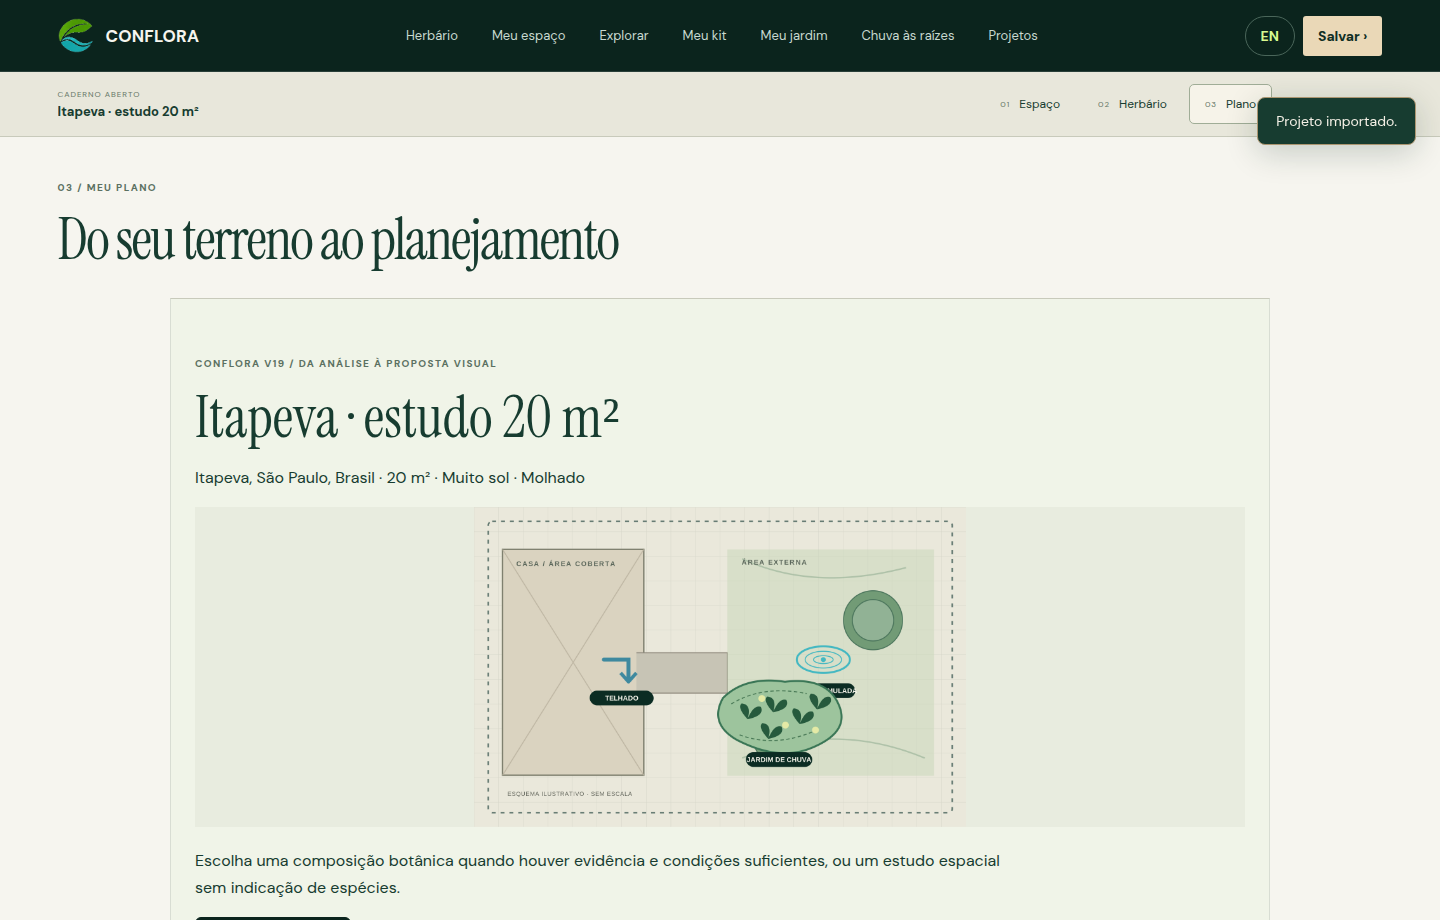 CONFLORA
Herbário
Meu espaço
Explorar
Meu kit
Meu jardim
Chuva às raízes
Projetos
EN
Salvar ›
CADERNO ABERTO
Itapeva · estudo 20 m²
01 Espaço
02 Herbário
03 Plano
Projeto importado.
03 / MEU PLANO
Do seu terreno ao planejamento
CONFLORA V19 / DA ANÁLISE À PROPOSTA VISUAL
Itapeva · estudo 20 m²
Itapeva, São Paulo, Brasil · 20 m² · Muito sol · Molhado
CASA / ÁREA COBERTA
ÁREA EXTERNA
TELHADO
JARDIM DE CHUVA
ESQUEMA ILUSTRATIVO · SEM ESCALA
Escolha uma composição botânica quando houver evidência e condições suficientes, ou um estudo espacial
sem indicação de espécies.